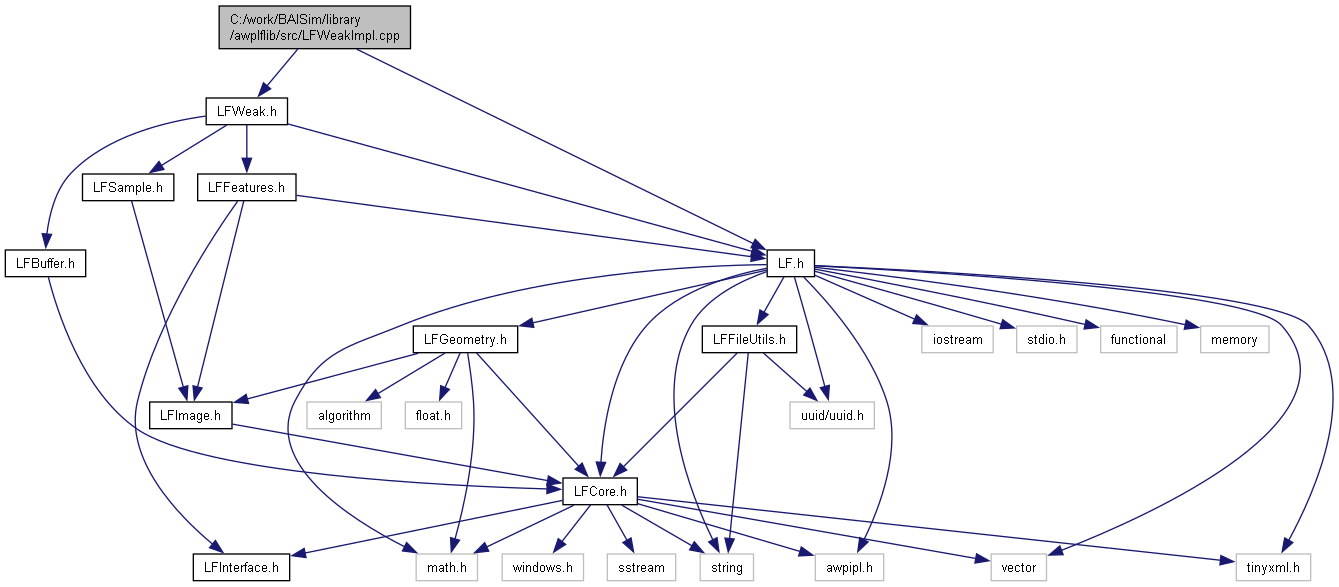 C:/work/BAISim/library
/awplflib/src/LFWeakImpl.cpp
LFWeak.h
LFSample.h
LFFeatures.h
LFBuffer.h
LF.h
LFGeometry.h
LFFileUtils.h
iostream
stdio.h
functional
memory
LFImage.h
algorithm
float.h
uuid/uuid.h
LFCore.h
LFInterface.h
math.h
windows.h
sstream
string
awpipl.h
vector
tinyxml.h